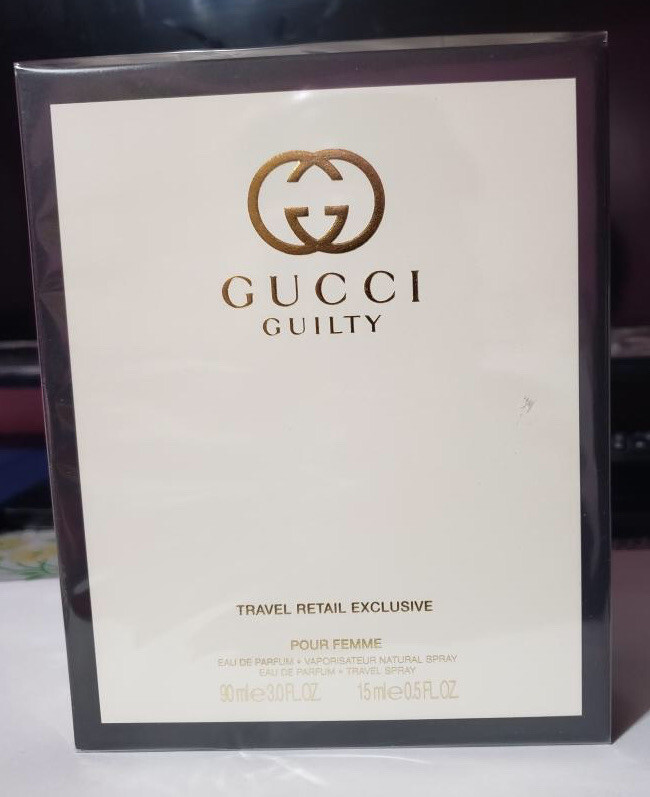 GUCCI
GUILTY
TRAVEL RETAIL EXCLUSIVE
POUR FEMME
EAU DE PARFUM + VAPORISATEUR NATURAL SPRAY
EAU DE PARFUM + TRAVEL SPRAY
90 ml ℮ 3.0 FL.OZ. 15 ml ℮ 0.5 FL.OZ.